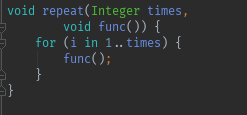 void repeat(Integer times,
        void func()) {
    for (i in 1..times) {
        func();
    }
}